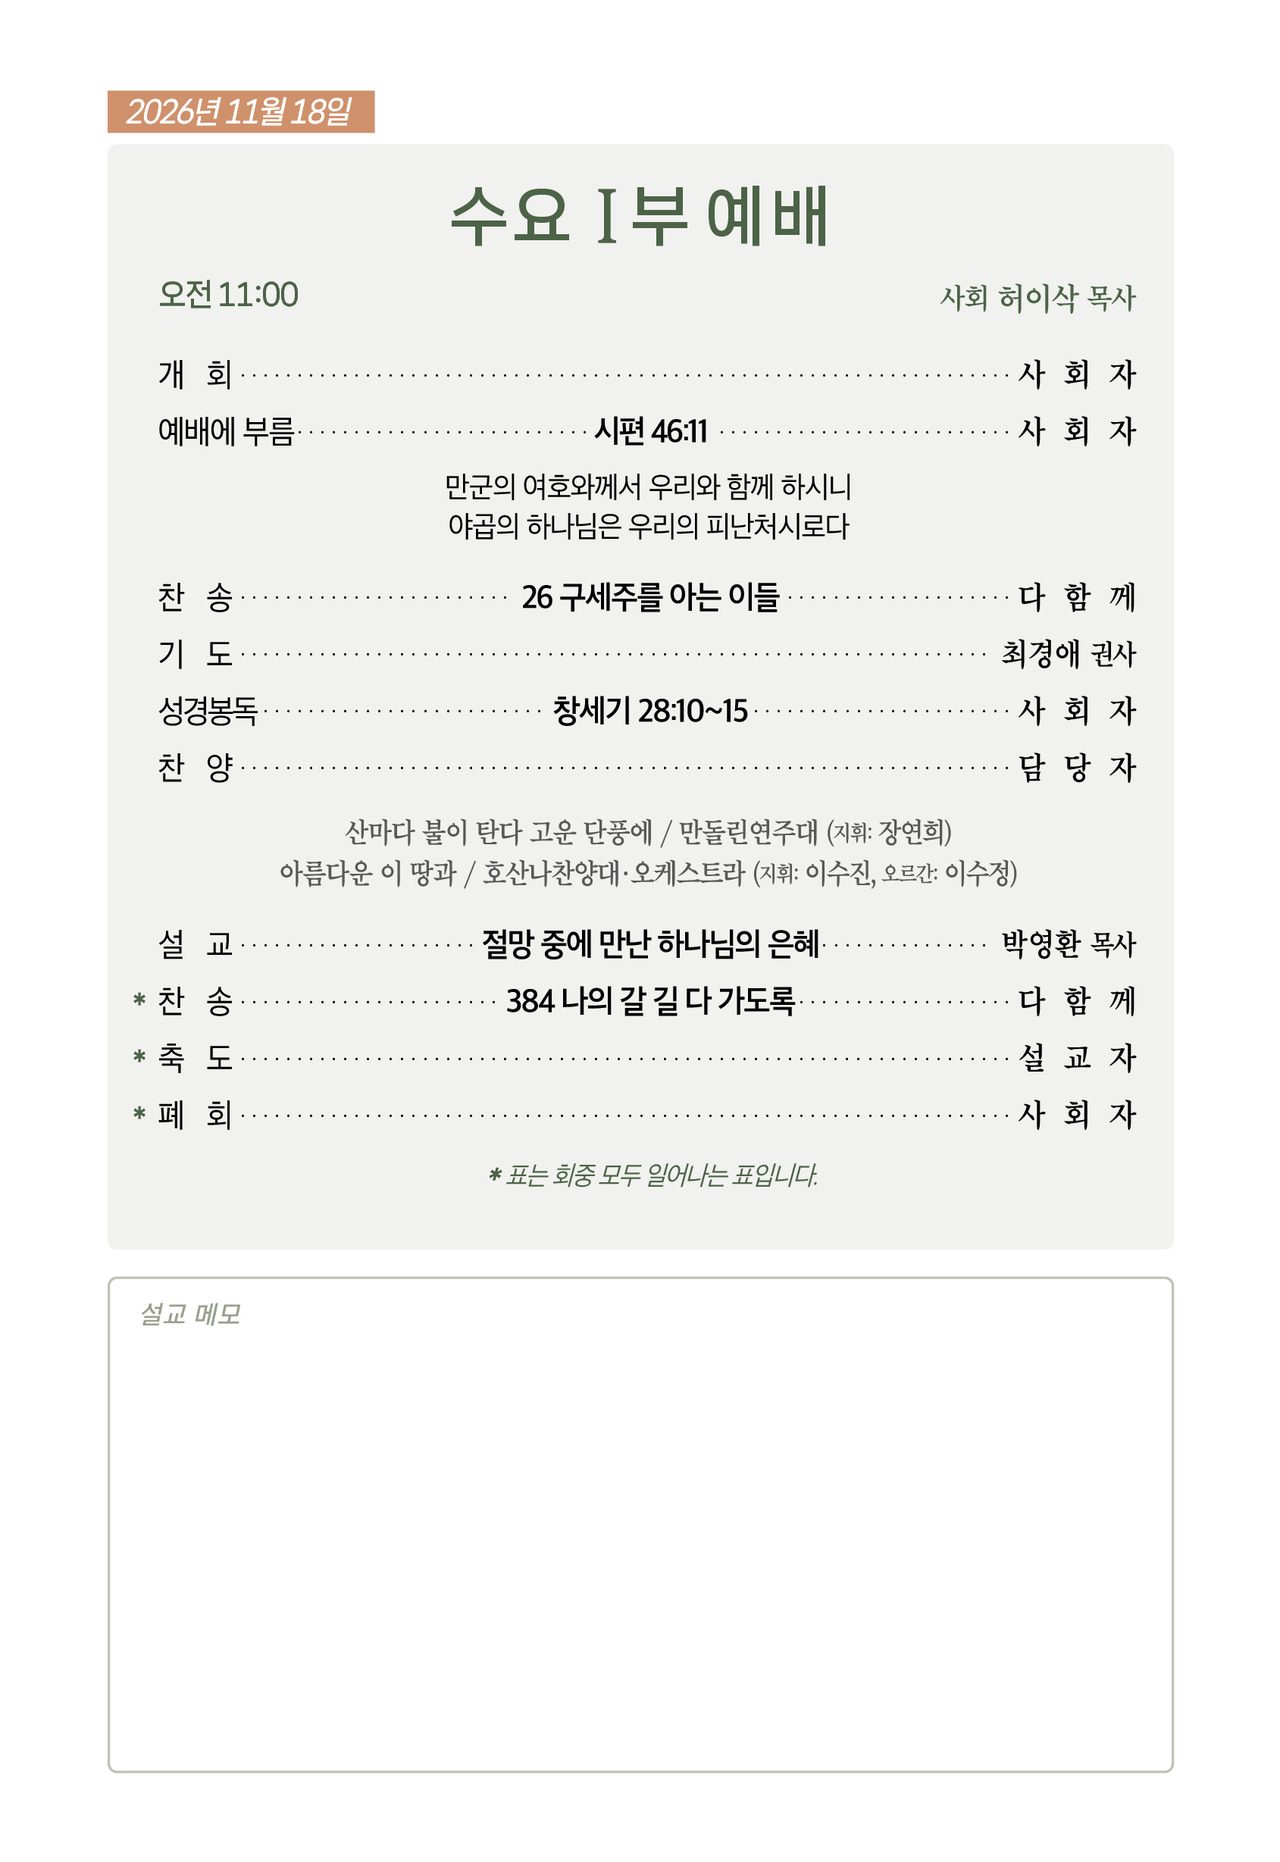 2026년 11월 18일
수요 I부 예배
오전 11:00 사회 허이삭 목사
개 회 사 회 자
예배에 부름 시편 46:11 사 회 자
만군의 여호와께서 우리와 함께 하시니
야곱의 하나님은 우리의 피난처시로다
찬 송 26 구세주를 아는 이들 다 함 께
기 도 최경애 권사
성경봉독 창세기 28:10~15 사 회 자
찬 양 담 당 자
산마다 불이 탄다 고운 단풍에 / 만돌린연주대 (지휘: 장연희)
아름다운 이 땅과 / 호산나찬양대·오케스트라 (지휘: 이수진, 오르간: 이수정)
설 교 절망 중에 만난 하나님의 은혜 박영환 목사
* 찬 송 384 나의 갈 길 다 가도록 다 함 께
* 축 도 설 교 자
* 폐 회 사 회 자
* 표는 회중 모두 일어나는 표입니다.
설교 메모